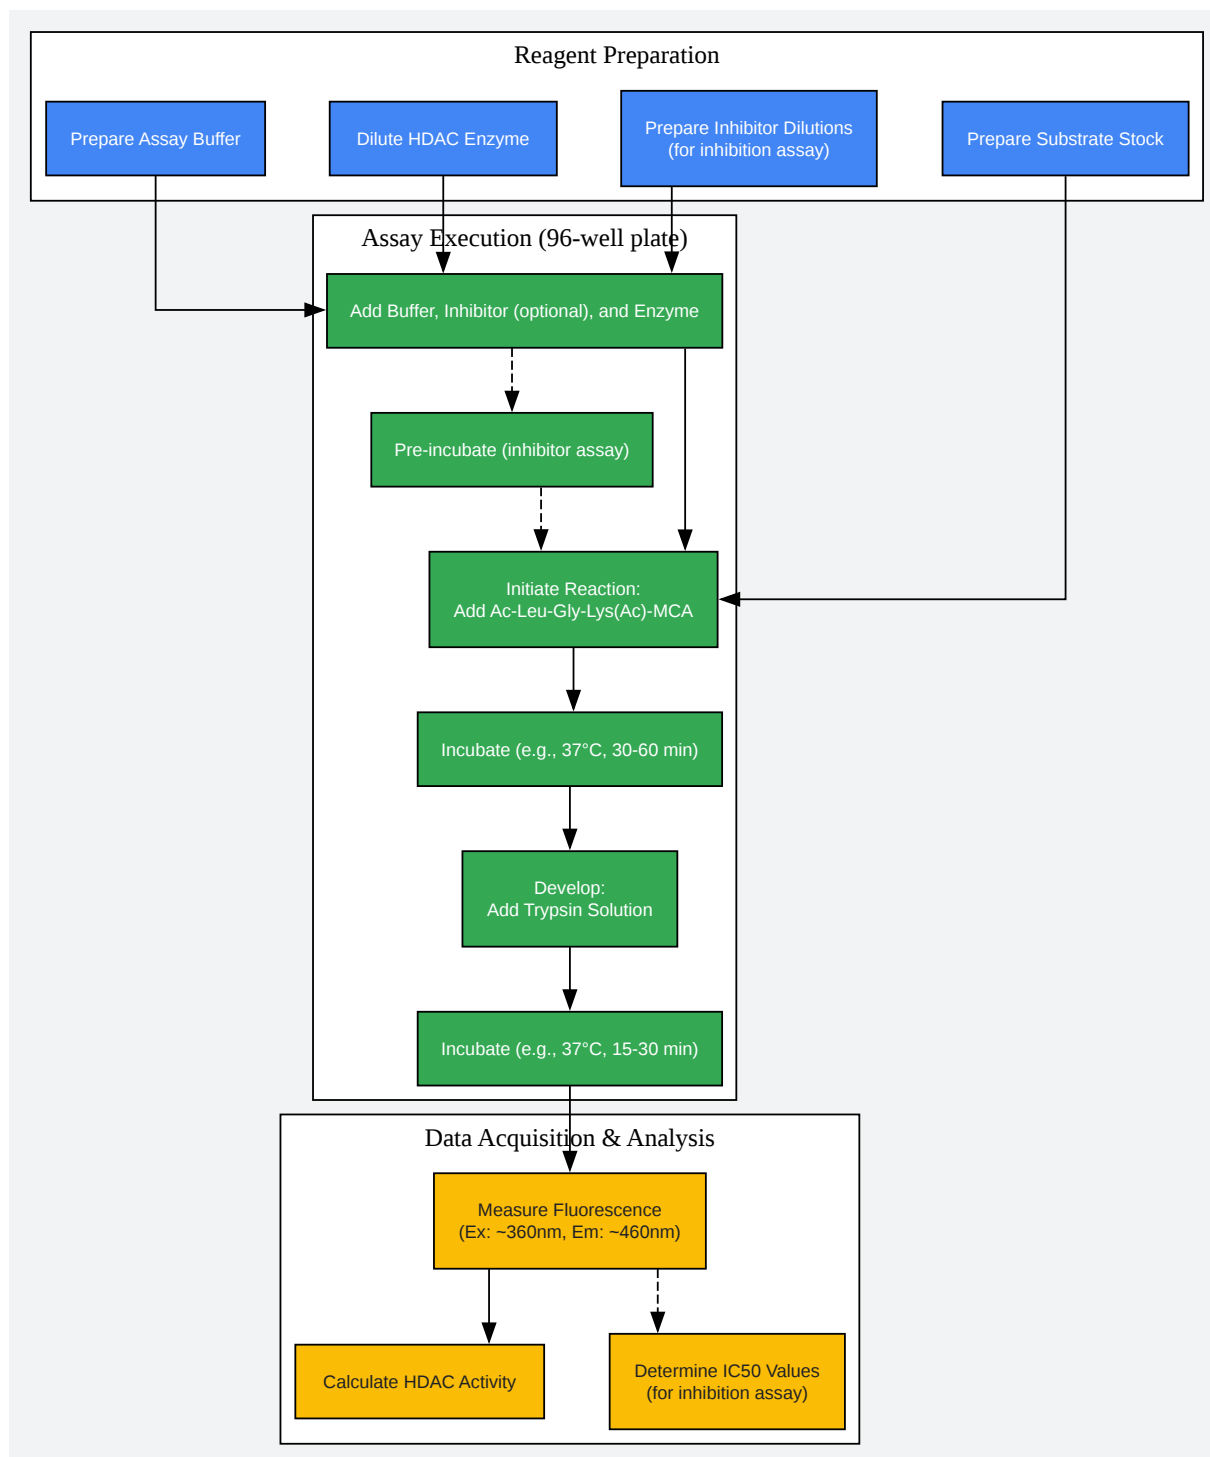 Reagent Preparation
Prepare Assay Buffer
Dilute HDAC Enzyme
Prepare Inhibitor Dilutions
(for inhibition assay)
Prepare Substrate Stock
Assay Execution (96-well plate)
Add Buffer, Inhibitor (optional), and Enzyme
Pre-incubate (inhibitor assay)
Initiate Reaction:
Add Ac-Leu-Gly-Lys(Ac)-MCA
Incubate (e.g., 37°C, 30-60 min)
Develop:
Add Trypsin Solution
Incubate (e.g., 37°C, 15-30 min)
Data Acquisition & Analysis
Measure Fluorescence
(Ex: ~360nm, Em: ~460nm)
Calculate HDAC Activity
Determine IC50 Values
(for inhibition assay)